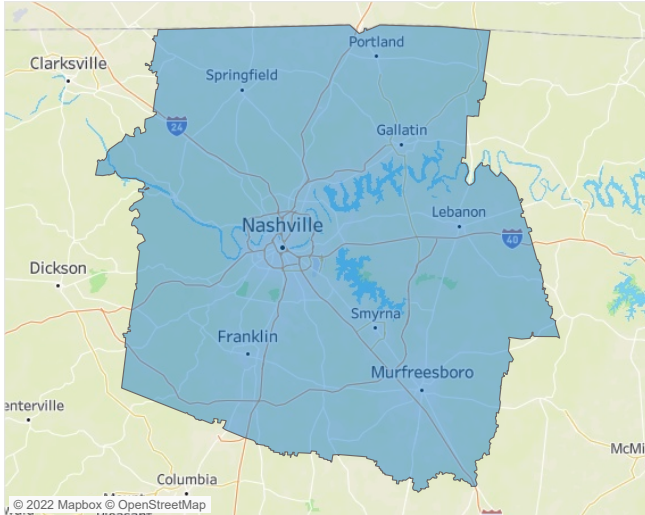 Portland
Clarksville
Springfield
24
Gallatin
Lebanon
Nashville
40
Dickson
Smyrna
Franklin
Murfreesboro
enterville
McMi
Columbia
© 2022 Mapbox © OpenStreetMap